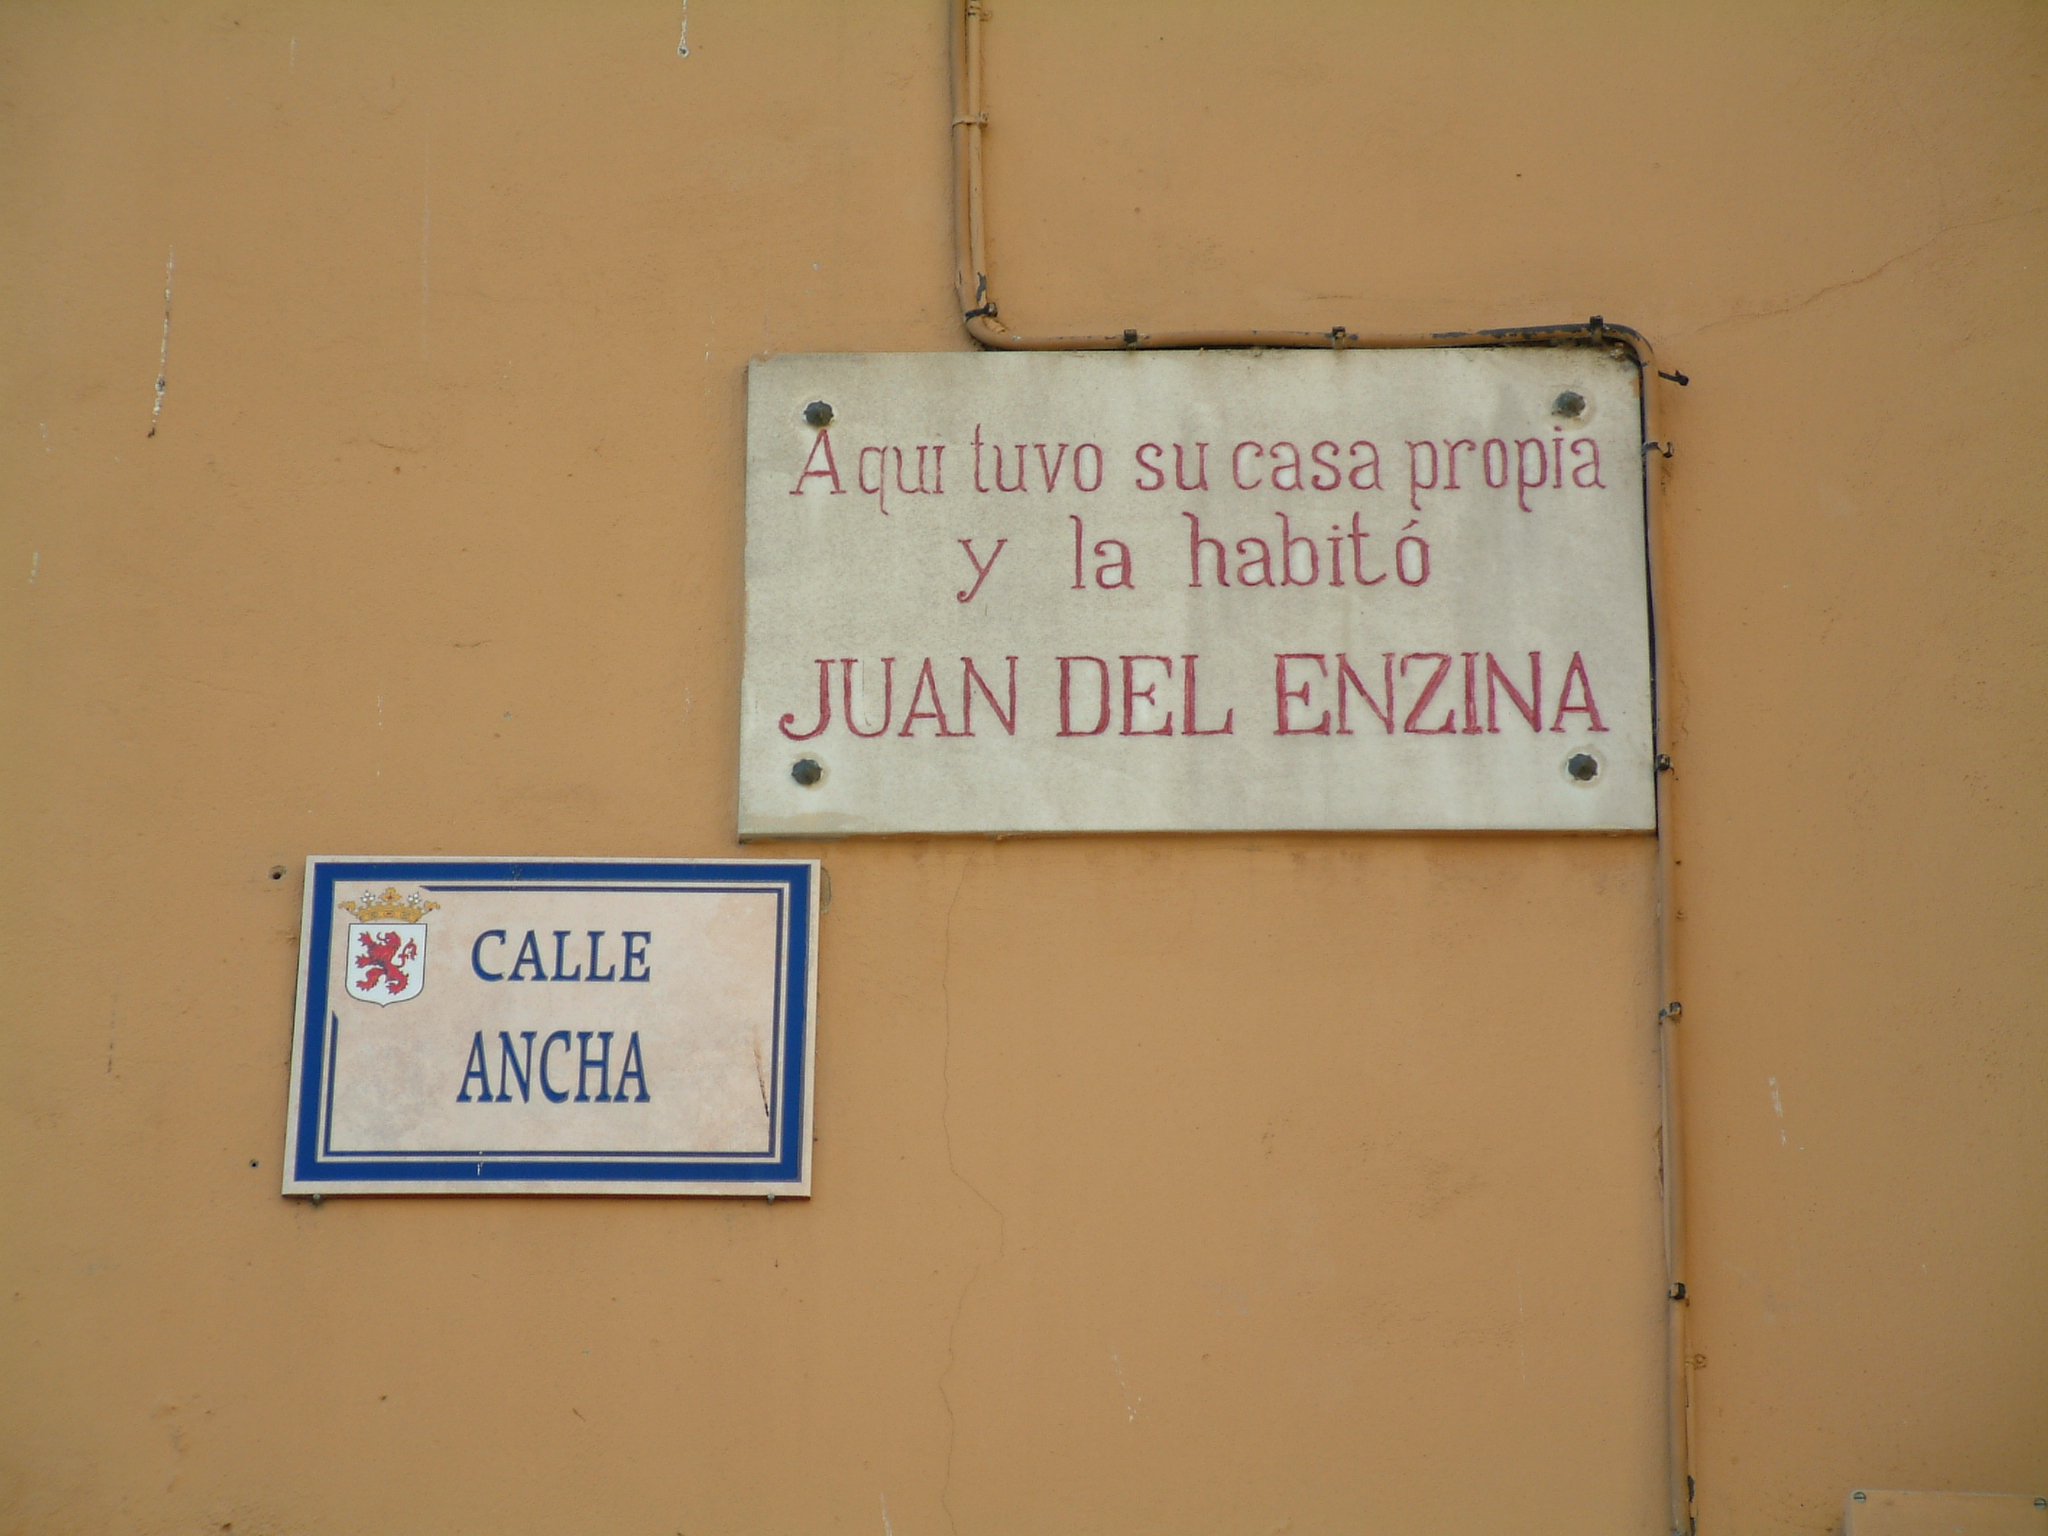 Aqui tuvo su casa propia
y la habitó
JUAN DEL ENZINA
CALLE
ANCHA